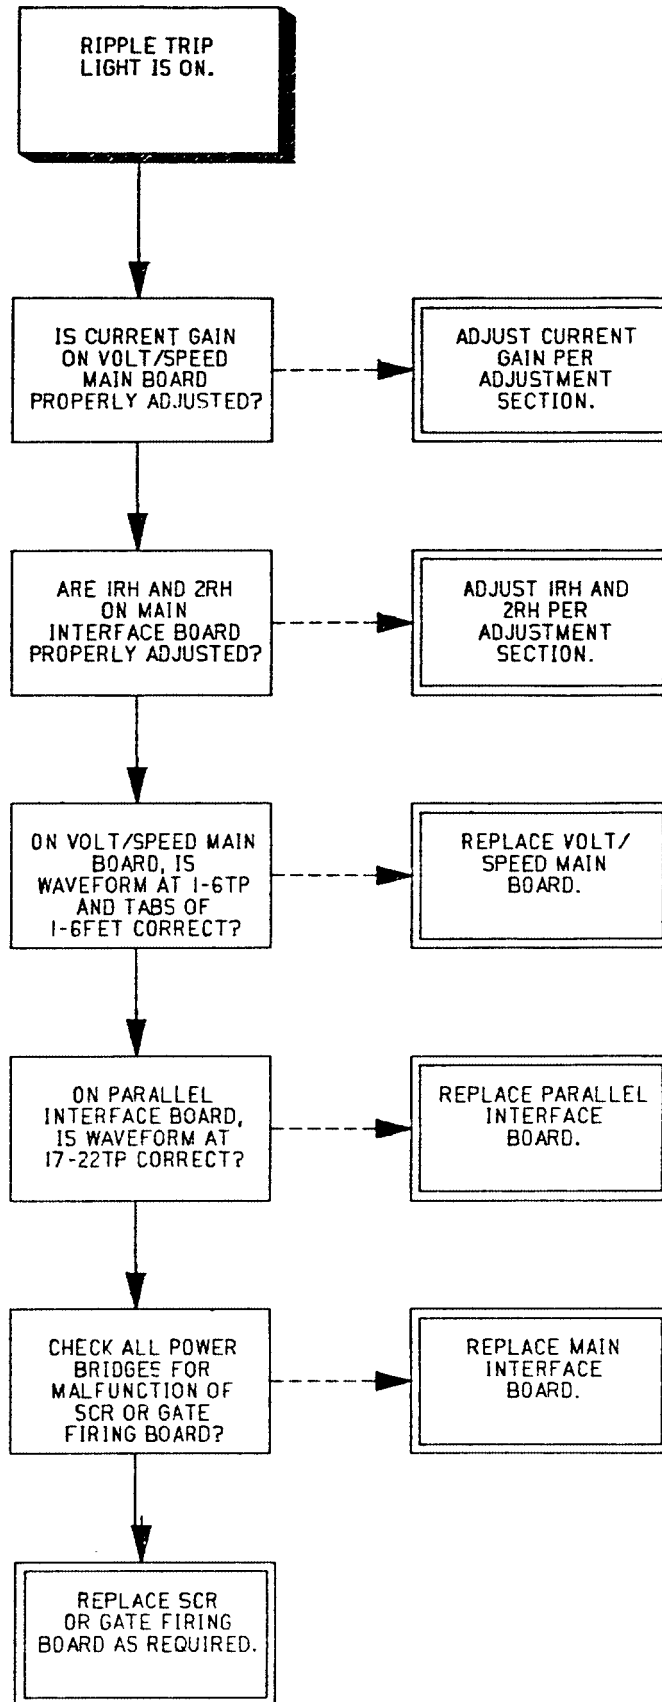 RIPPLE TRIP
LIGHT IS ON.
IS CURRENT GAIN
ON VOLT/SPEED
MAIN BOARD
PROPERLY ADJUSTED?
ADJUST CURRENT
GAIN PER
ADJUSTMENT
SECTION.
ARE 1RH AND 2RH
ON MAIN
INTERFACE BOARD
PROPERLY ADJUSTED?
ADJUST 1RH AND
2RH PER
ADJUSTMENT
SECTION.
ON VOLT/SPEED MAIN
BOARD, IS
WAVEFORM AT 1-6TP
AND TABS OF
1-6FET CORRECT?
REPLACE VOLT/
SPEED MAIN
BOARD.
ON PARALLEL
INTERFACE BOARD,
IS WAVEFORM AT
17-22TP CORRECT?
REPLACE PARALLEL
INTERFACE
BOARD.
CHECK ALL POWER
BRIDGES FOR
MALFUNCTION OF
SCR OR GATE
FIRING BOARD?
REPLACE MAIN
INTERFACE
BOARD.
REPLACE SCR
OR GATE FIRING
BOARD AS REQUIRED.